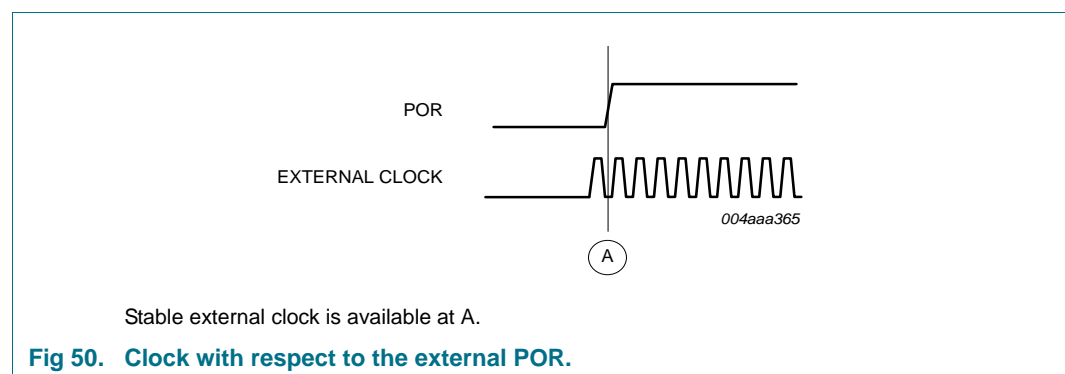 POR
EXTERNAL CLOCK
004aaa365
A
Stable external clock is available at A.
Fig 50. Clock with respect to the external POR.